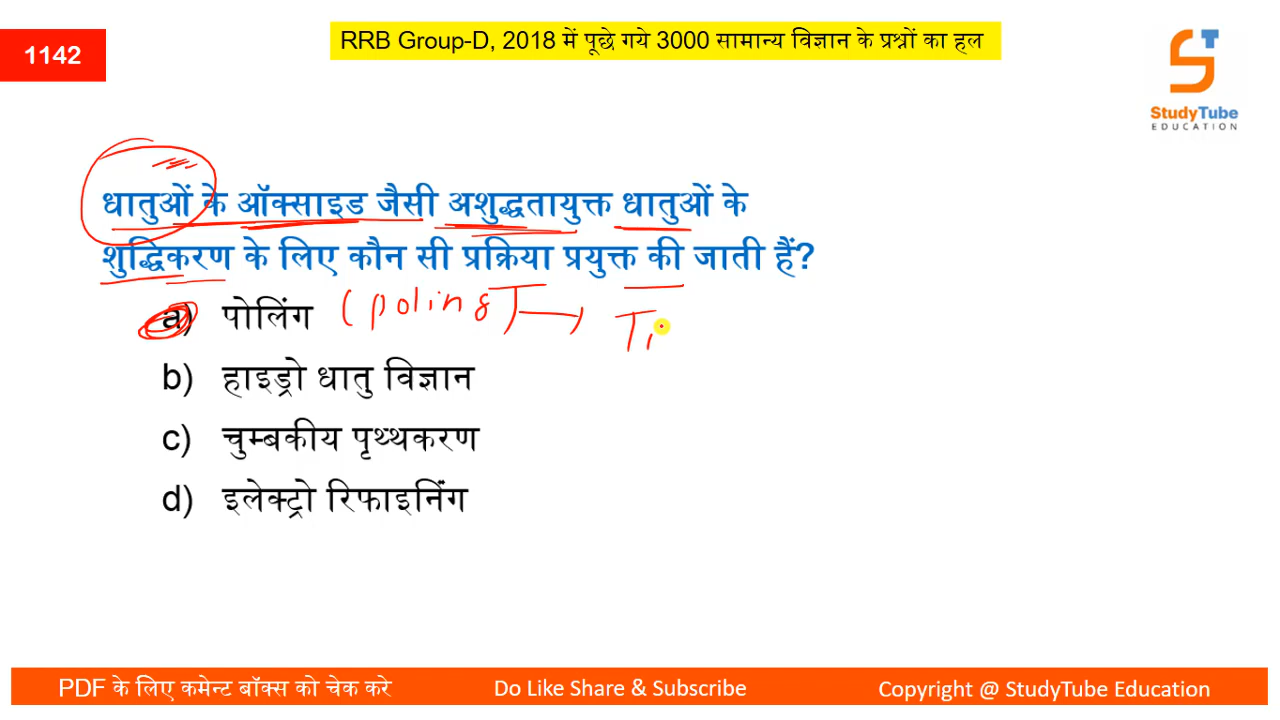 1142
RRB Group-D, 2018 में पूछे गये 3000 सामान्य विज्ञान के प्रश्नों का हल
StudyTube
EDUCATION
धातुओं के ऑक्साइड जैसी अशुद्धतायुक्त धातुओं के
शुद्धिकरण के लिए कौन सी प्रक्रिया प्रयुक्त की जाती हैं?
a) पोलिंग (poling)
b) हाइड्रो धातु विज्ञान
c) चुम्बकीय पृथ्थकरण
d) इलेक्ट्रो रिफाइनिंग
PDF के लिए कमेन्ट बॉक्स को चेक करे
Do Like Share & Subscribe
Copyright @ StudyTube Education